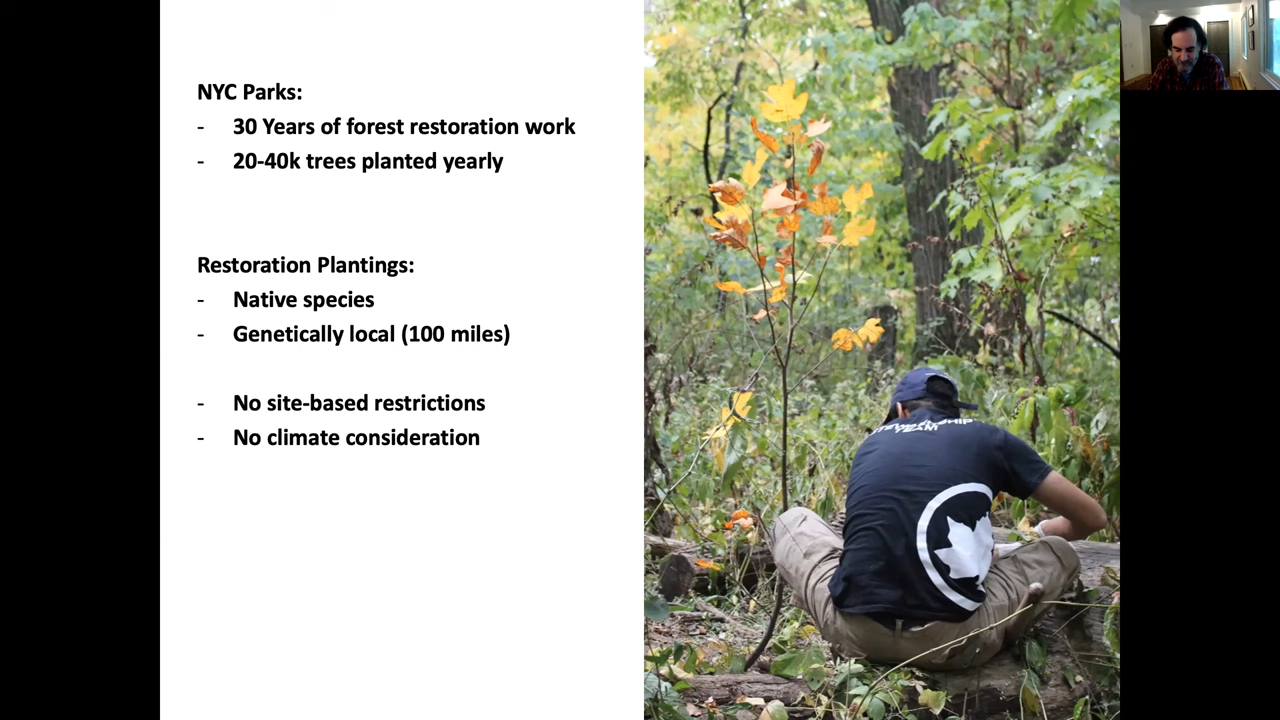 NYC Parks:
- 30 Years of forest restoration work
- 20-40k trees planted yearly
Restoration Plantings:
- Native species
- Genetically local (100 miles)
- No site-based restrictions
- No climate consideration
TEAM